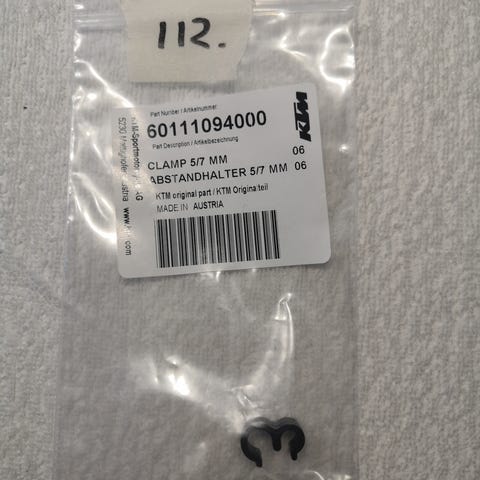 112.
Part Number / Artikelnummer
60111094000
KTM
Part Description / Artikelbezeichnung
CLAMP 5/7 MM 06
ABSTANDHALTER 5/7 MM 06
KTM original part / KTM Originalteil
MADE IN AUSTRIA
5230